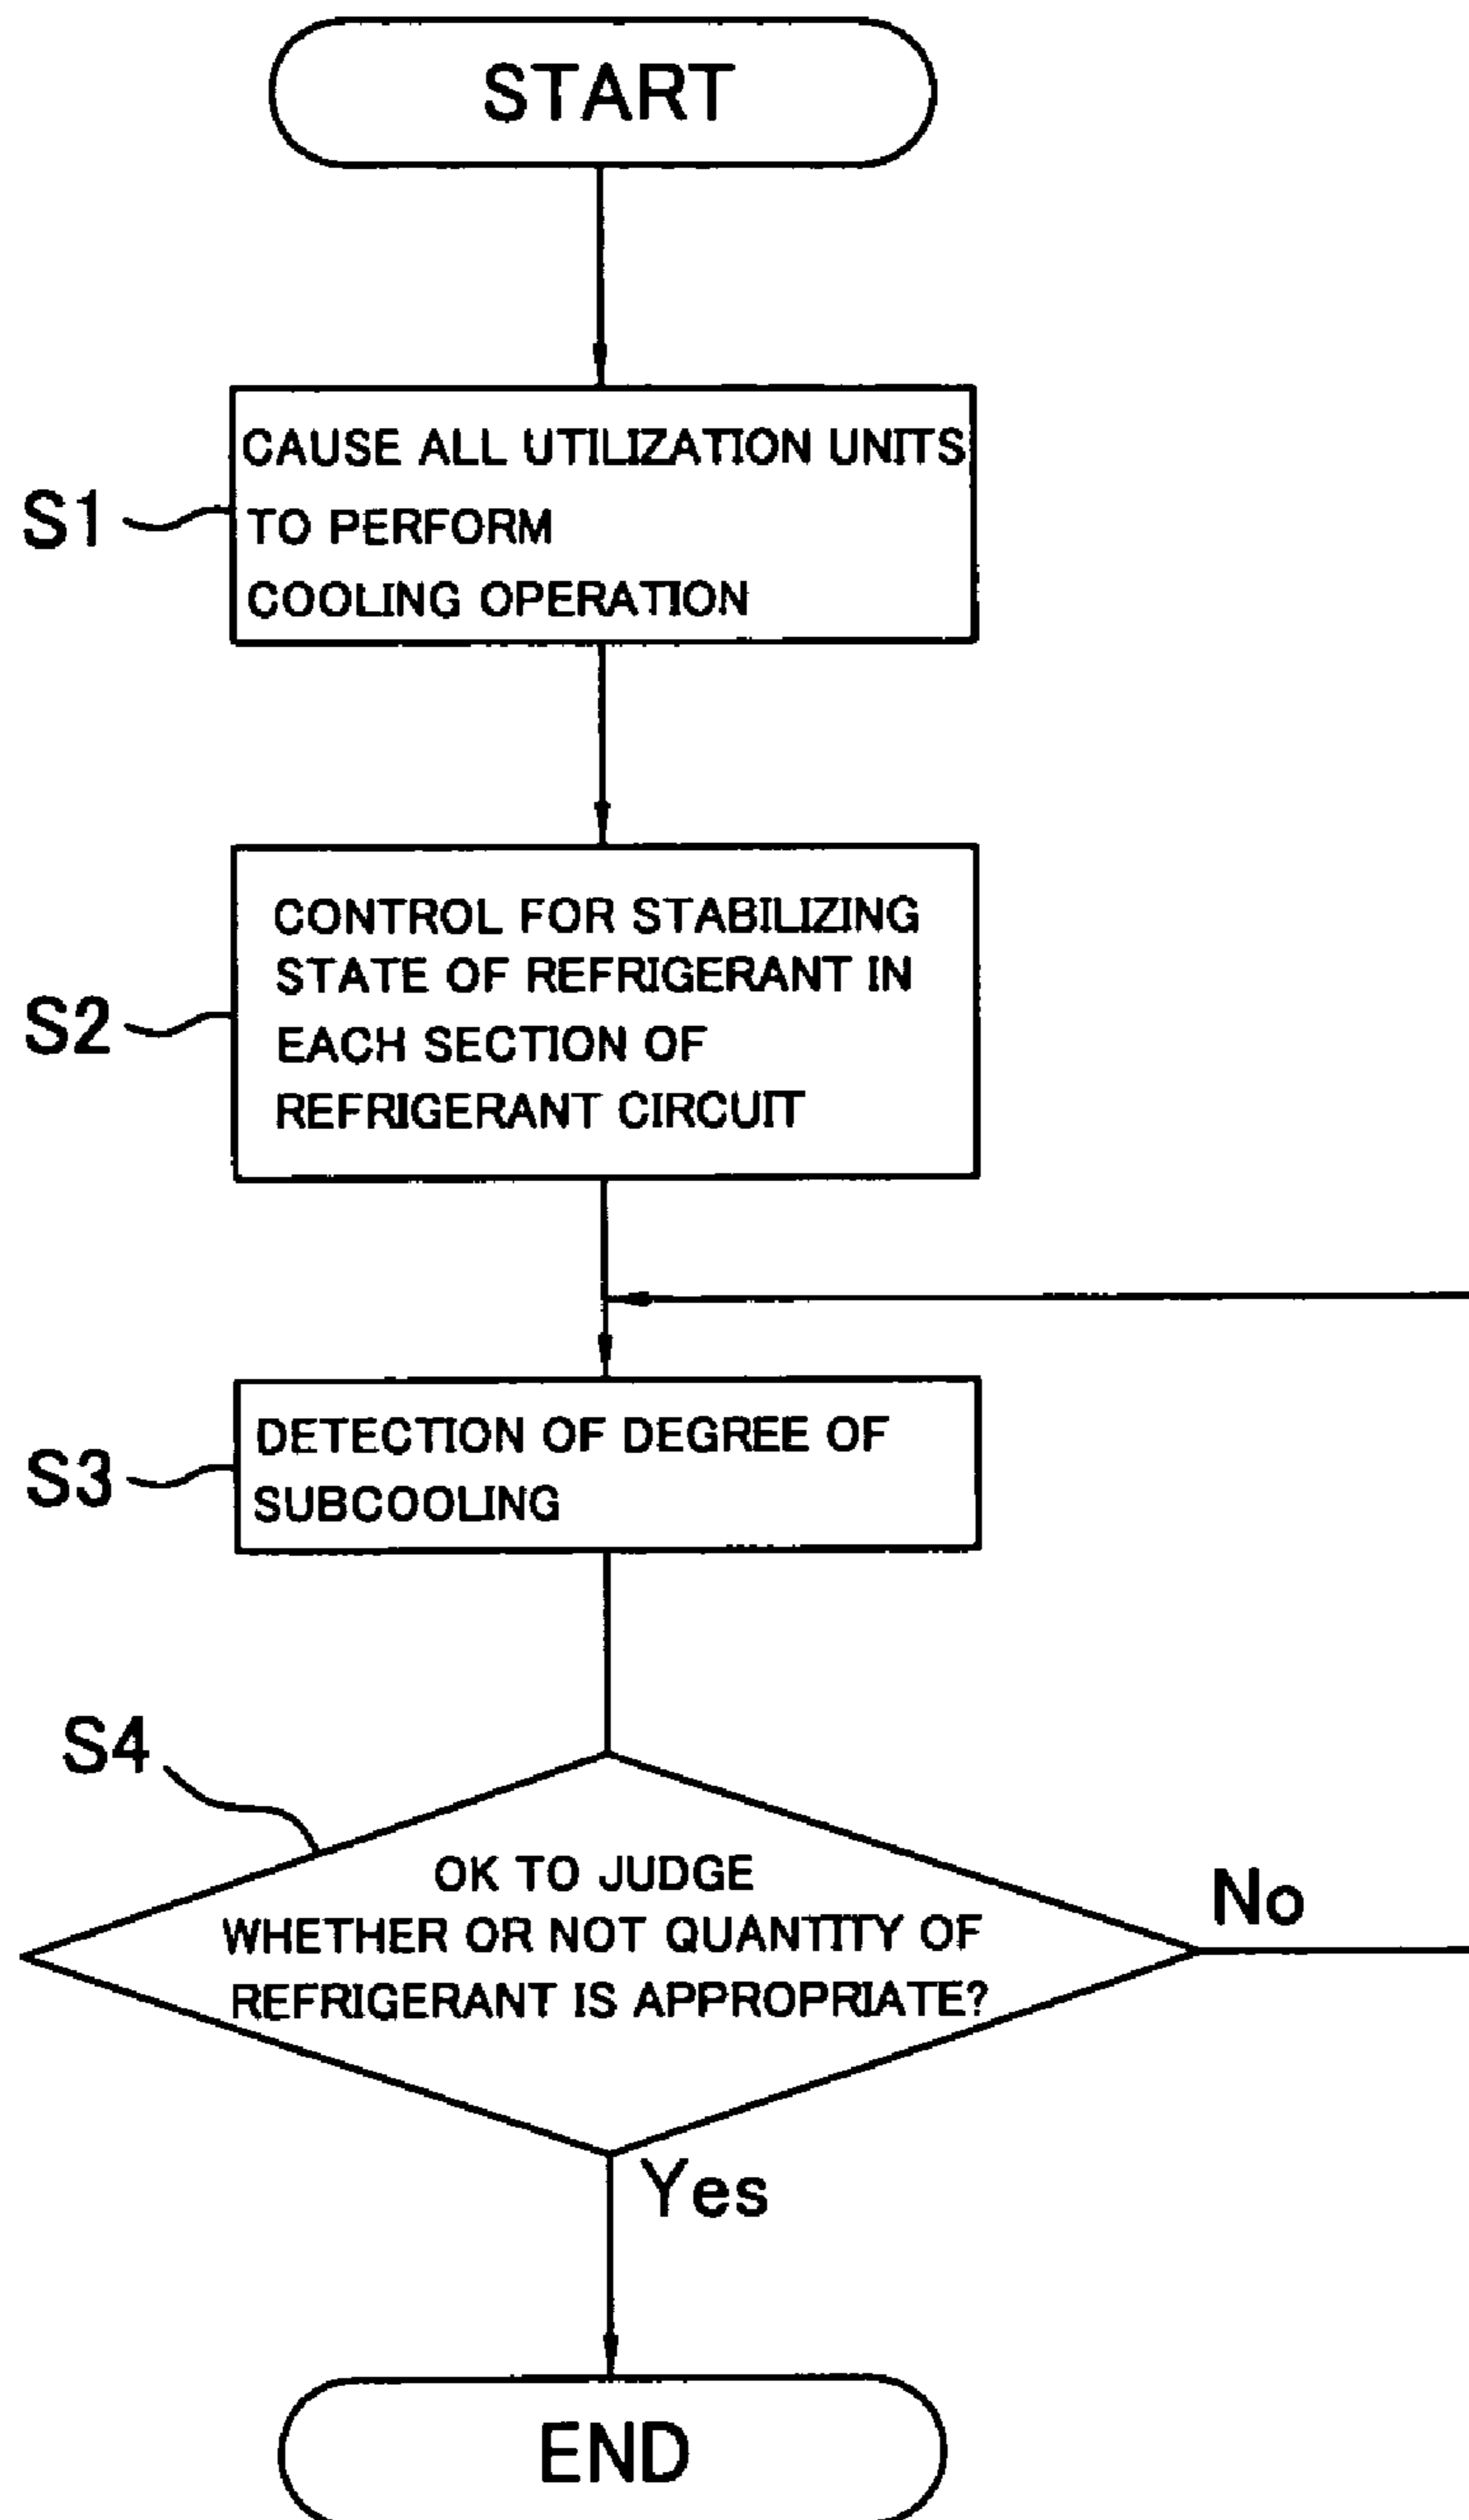 START
S1
CAUSE ALL UTILIZATION UNITS
TO PERFORM
COOLING OPERATION
S2
CONTROL FOR STABILIZING
STATE OF REFRIGERANT IN
EACH SECTION OF
REFRIGERANT CIRCUIT
S3
DETECTION OF DEGREE OF
SUBCOOLING
S4
OK TO JUDGE
WHETHER OR NOT QUANTITY OF
REFRIGERANT IS APPROPRIATE?
No
Yes
END